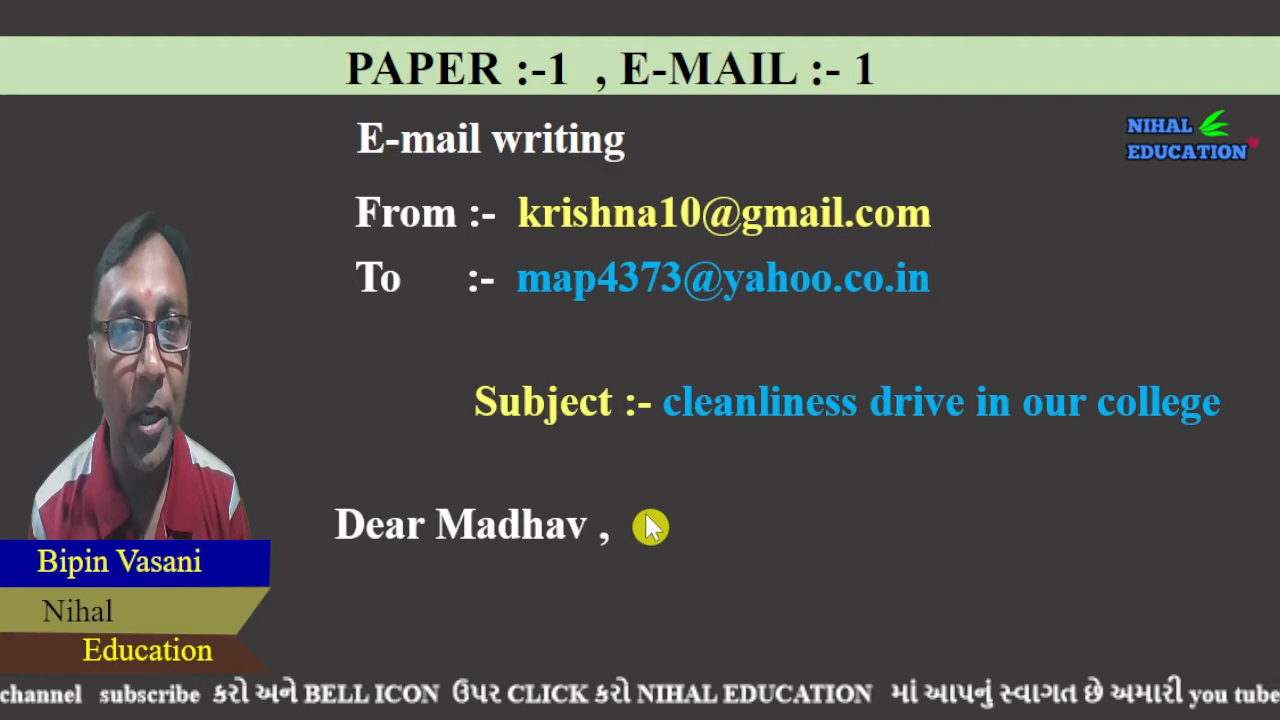 PAPER :-1 , E-MAIL :- 1
E-mail writing
NIHAL
EDUCATION
From :- krishna10@gmail.com
To :- map4373@yahoo.co.in
Subject :- cleanliness drive in our college
Dear Madhav ,
Bipin Vasani
Nihal
Education
channel subscribe કરો અને BELL ICON ઉપર CLICK કરો NIHAL EDUCATION માં આપનું સ્વાગત છે અમારી you tube